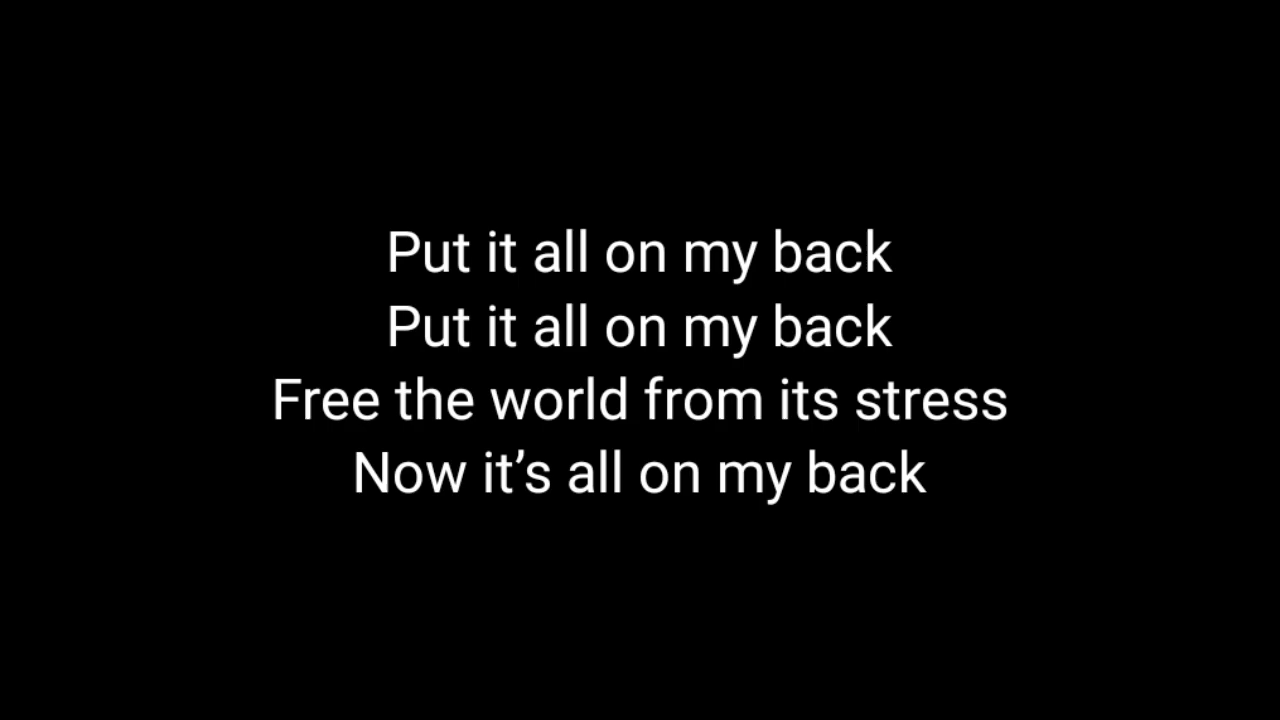 Put it all on my back
Put it all on my back
Free the world from its stress
Now it’s all on my back